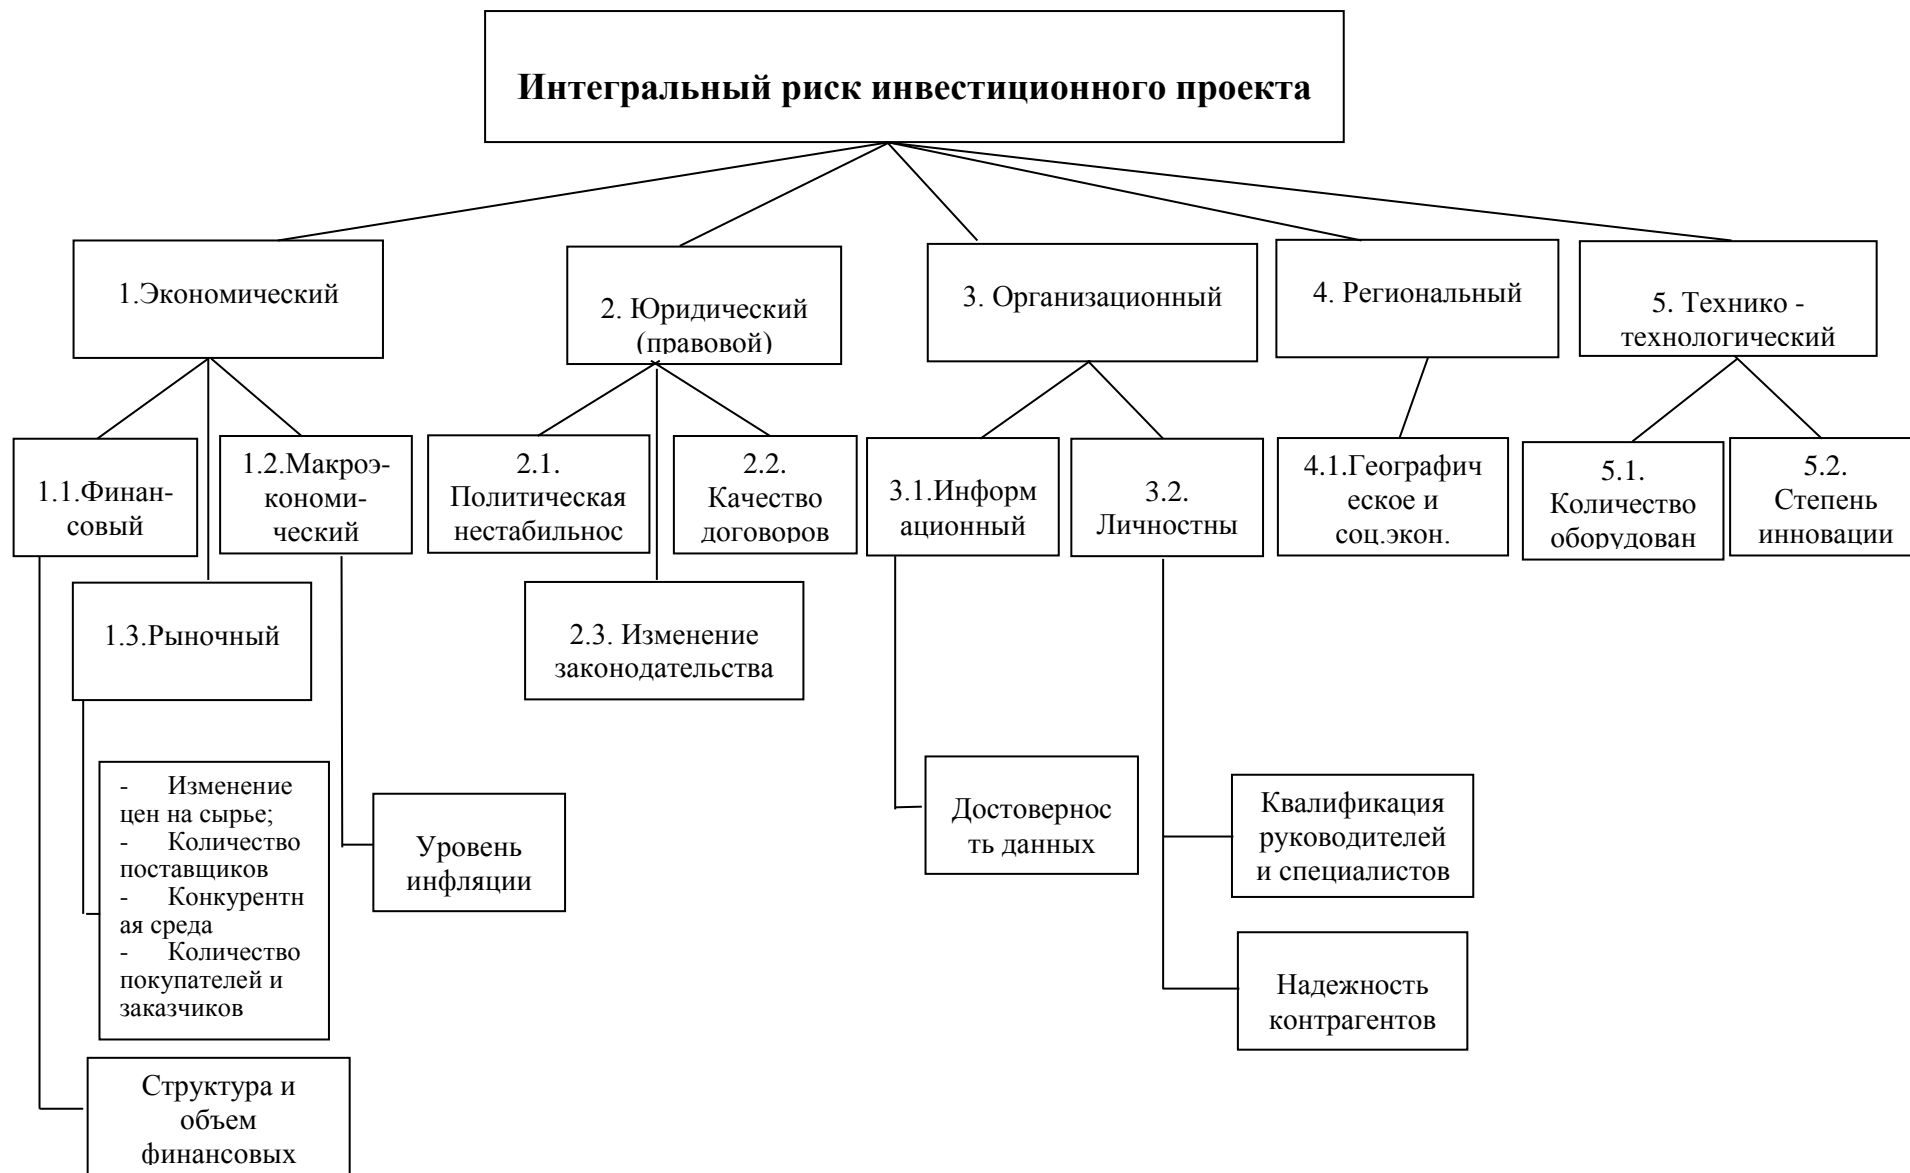 Интегральный риск инвестиционного проекта
1.Экономический
2. Юридический
(правовой)
3. Организационный
4. Региональный
5. Технико -
технологический
1.1.Финан-
совый
1.2.Макроэ-
кономи-
ческий
2.1.
Политическая
нестабильнос
2.2.
Качество
договоров
3.1.Информ
ационный
3.2.
Личностны
4.1.Географич
еское и
соц.экон.
5.1.
Количество
оборудован
5.2.
Степень
инновации
1.3.Рыночный
2.3. Изменение
законодательства
- Изменение
цен на сырье;
- Количество
поставщиков
- Конкурентн
ая среда
- Количество
покупателей и
заказчиков
Уровень
инфляции
Достовернос
ть данных
Квалификация
руководителей
и специалистов
Надежность
контрагентов
Структура и
объем
финансовых